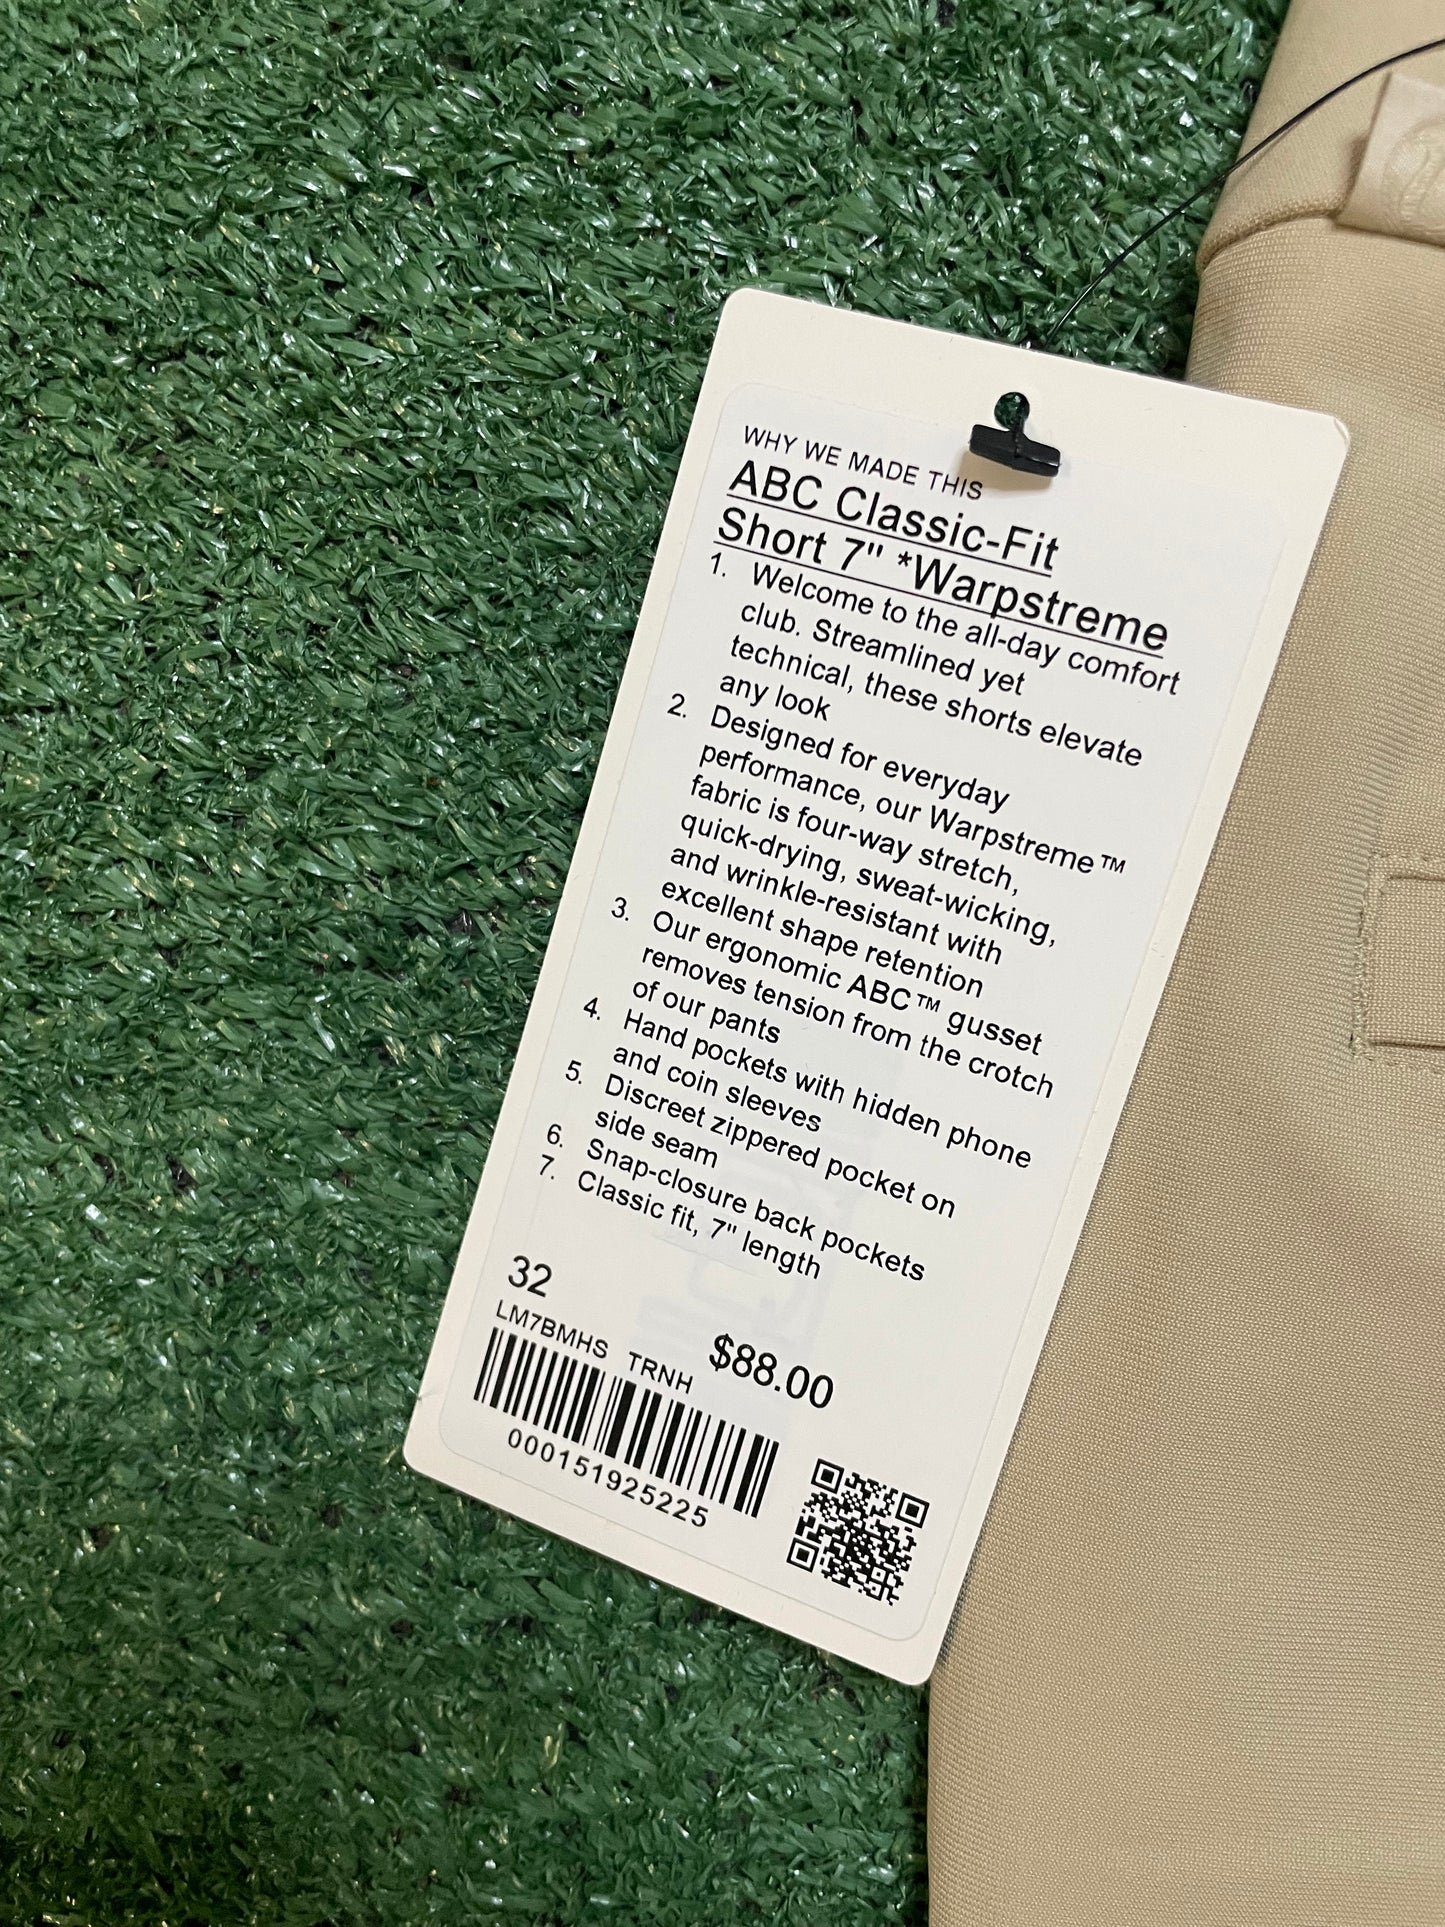 WHY WE MADE THIS
ABC Classic-Fit
Short 7" *Warpstreme
1. Welcome to the all-day comfort
club. Streamlined yet
technical, these shorts elevate
any look
2. Designed for everyday
performance, our Warpstreme™
fabric is four-way stretch,
quick-drying, sweat-wicking,
and wrinkle-resistant with
excellent shape retention
3. Our ergonomic ABC™ gusset
removes tension from the crotch
of our pants
4. Hand pockets with hidden phone
and coin sleeves
5. Discreet zippered pocket on
side seam
6. Snap-closure back pockets
7. Classic fit, 7" length
32
LM7BMHS TRNH
$88.00
000151925225